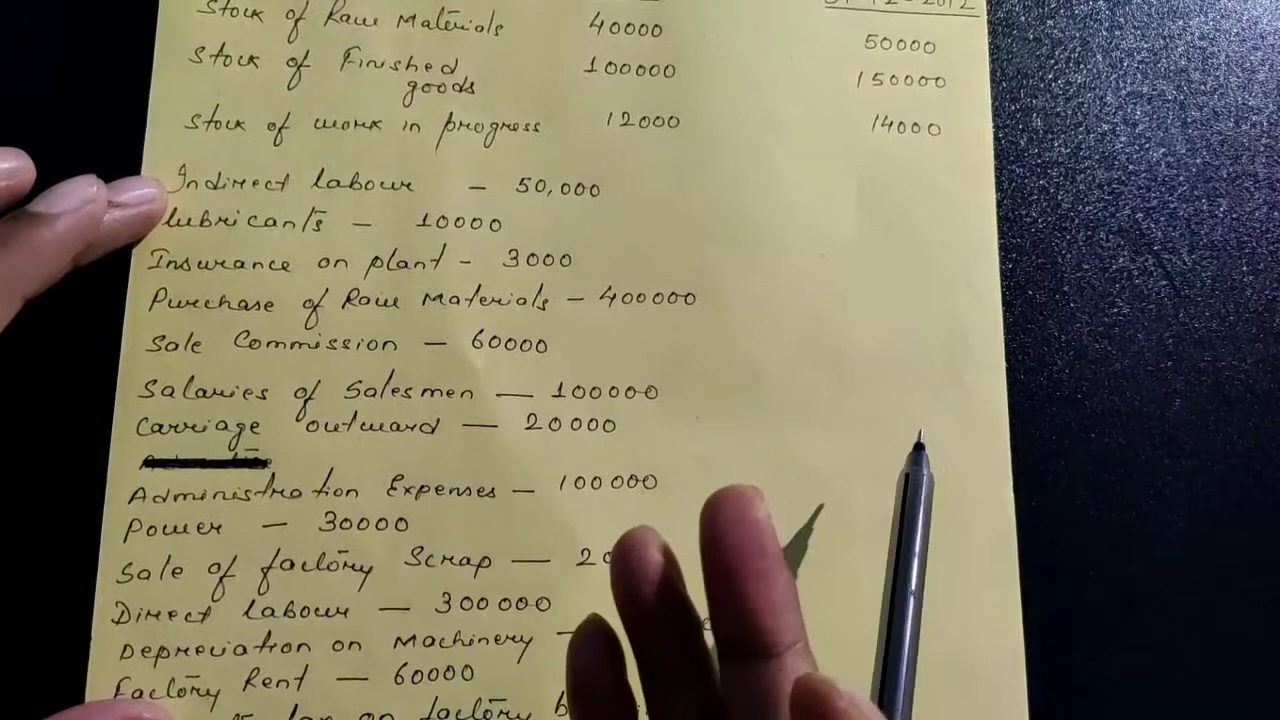 Stock of Raw Materials 40000 50000
Stock of Finished goods 100000 150000
Stock of work in progress 12000 14000
Indirect labour - 50,000
lubricants - 10000
Insurance on plant - 3000
Purchase of Raw Materials - 400000
Sale Commission - 60000
Salaries of Salesmen - 100000
Carriage outward - 20000
Administration Expenses - 100000
Power - 30000
Sale of factory Scrap -
Direct labour - 300000
Depreciation on Machinery -
Factory Rent - 60000
on factory